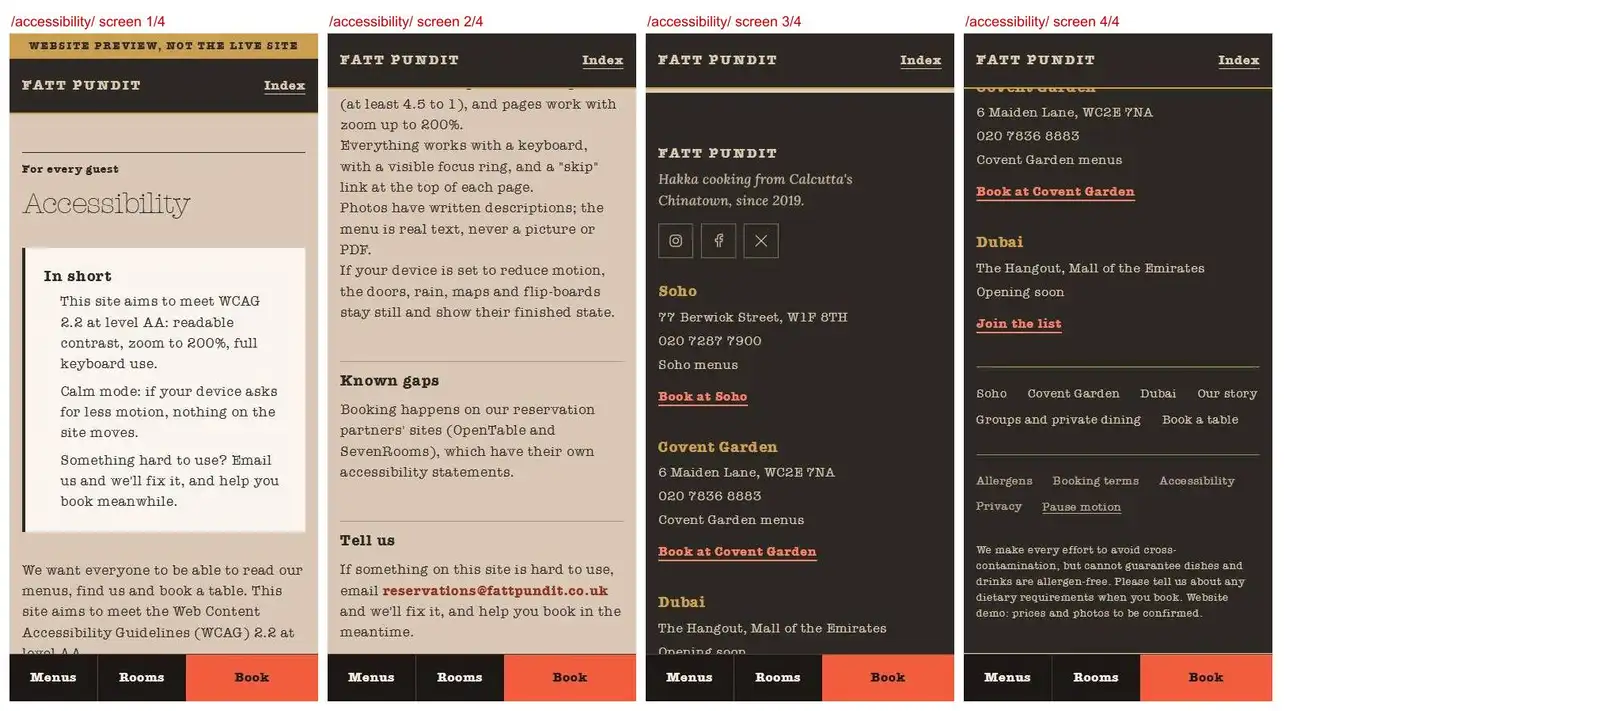 /accessibility/ screen 1/4
WEBSITE PREVIEW, NOT THE LIVE SITE
FATT PUNDIT
Index
For every guest
Accessibility
In short
This site aims to meet WCAG
2.2 at level AA: readable
contrast, zoom to 200%, full
keyboard use.
Calm mode: if your device asks
for less motion, nothing on the
site moves.
Something hard to use? Email
us and we'll fix it, and help you
book meanwhile.
We want everyone to be able to read our
menus, find us and book a table. This
site aims to meet the Web Content
Accessibility Guidelines (WCAG) 2.2 at
level AA
Menus
Rooms
Book
/accessibility/ screen 2/4
FATT PUNDIT
Index
(at least 4.5 to 1), and pages work with
zoom up to 200%.
Everything works with a keyboard,
with a visible focus ring, and a "skip"
link at the top of each page.
Photos have written descriptions; the
menu is real text, never a picture or
PDF.
If your device is set to reduce motion,
the doors, rain, maps and flip-boards
stay still and show their finished state.
Known gaps
Booking happens on our reservation
partners' sites (OpenTable and
SevenRooms), which have their own
accessibility statements.
Tell us
If something on this site is hard to use,
email reservations@fattpundit.co.uk
and we'll fix it, and help you book in the
meantime.
Menus
Rooms
Book
/accessibility/ screen 3/4
FATT PUNDIT
Index
FATT PUNDIT
Hakka cooking from Calcutta's
Chinatown, since 2019.
Soho
77 Berwick Street, W1F 8TH
020 7287 7900
Soho menus
Book at Soho
Covent Garden
6 Maiden Lane, WC2E 7NA
020 7836 8883
Covent Garden menus
Book at Covent Garden
Dubai
The Hangout, Mall of the Emirates
Opening soon
Menus
Rooms
Book
/accessibility/ screen 4/4
FATT PUNDIT
Index
Covent Garden
6 Maiden Lane, WC2E 7NA
020 7836 8883
Covent Garden menus
Book at Covent Garden
Dubai
The Hangout, Mall of the Emirates
Opening soon
Join the list
Soho Covent Garden Dubai Our story
Groups and private dining Book a table
Allergens Booking terms Accessibility
Privacy Pause motion
We make every effort to avoid cross-
contamination, but cannot guarantee dishes and
drinks are allergen-free. Please tell us about any
dietary requirements when you book. Website
demo: prices and photos to be confirmed.
Menus
Rooms
Book